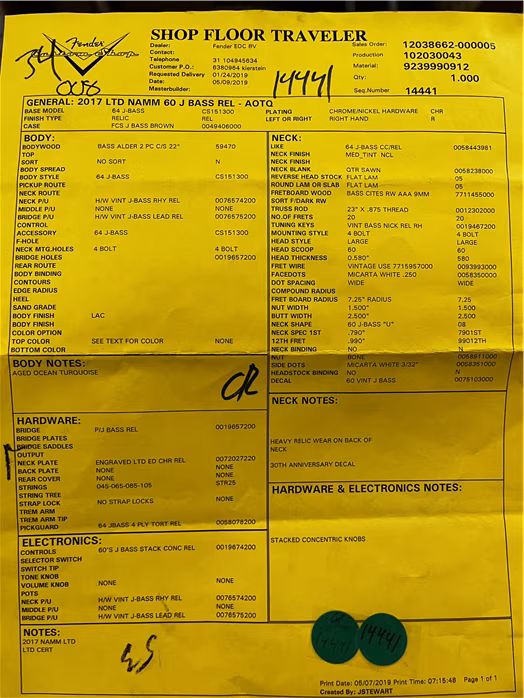 Fender
SHOP FLOOR TRAVELER
Dealer: Fender EDC BV
Contact:
Telephone 31 104945634
Customer P.O.: 6380984 kierstein
Requested Delivery 01/24/2019
Date: 05/09/2019
Masterbuilder:
Sales Order: 12038662-000005
Production 102030043
Material: 9239990912
Qty: 1.000
Seq.Number 14441
14441
GENERAL: 2017 LTD NAMM 60 J BASS REL - AOTQ
BASE MODEL 64 J-BASS CS151300 PLATING CHROME/NICKEL HARDWARE CHR
FINISH TYPE RELIC REL LEFT OR RIGHT RIGHT HAND R
CASE FCS J BASS BROWN 0049406000
BODY:
BODYWOOD BASS ALDER 2 PC C/S 22" 59470
TOP
SORT NO SORT N
BODY SPREAD
BODY STYLE 64 J-BASS CS151300
PICKUP ROUTE
NECK ROUTE
NECK P/U H/W VINT J-BASS RHY REL 0076574200
MIDDLE P/U NONE NONE
BRIDGE P/U H/W VINT J-BASS LEAD REL 0076575200
CONTROL
ACCESSORY 64 J-BASS CS151300
F-HOLE
NECK MTG.HOLES 4 BOLT 4 BOLT
BRIDGE HOLES 0019657200
REAR ROUTE
BODY BINDING
CONTOURS
EDGE RADIUS
HEEL
SAND GRADE
BODY FINISH LAC
BODY FINISH
COLOR OPTION
TOP COLOR SEE TEXT FOR COLOR NONE
BOTTOM COLOR
NECK:
LIKE 64 J-BASS CC/REL 0058443981
NECK FINISH MED_TINT NCL
NECK FINISH
NECK BLANK QTR SAWN 0058238000
REVERSE HEAD STOCK FLAT LAM 05
ROUND LAM OR SLAB FLAT LAM 05
FRETBOARD WOOD BASS CITES RW AAA 9MM 7711455000
SORT F/DARK RW
TRUSS ROD 23" X .875 THREAD 0012302000
NO.OF FRETS 20 20
TUNING KEYS VINT BASS NICK REL RH 0019467200
MOUNTING STYLE 4 BOLT 4 BOLT
HEAD STYLE LARGE LARGE
HEAD SCOOP 60 60
HEAD THICKNESS 0.580" 580
FRET WIRE VINTAGE USE 7715957000 0093993000
FACEDOTS MICARTA WHITE .250 0058350000
DOT SPACING WIDE WIDE
COMPOUND RADIUS
FRET BOARD RADIUS 7.25" RADIUS 7.25
NUT WIDTH 1.500" 1.500
BUTT WIDTH 2.500" 2.500
NECK SHAPE 60 J-BASS "U" 08
NECK SPEC 1ST .790" 7901ST
12TH FRET .990" 99012TH
NECK BINDING NO N
NUT BONE 0058911000
SIDE DOTS MICARTA WHITE 3/32" 0058351000
HEADSTOCK BINDING NO N
DECAL 60 VINT J BASS 0075103000
BODY NOTES:
AGED OCEAN TURQUOISE
NECK NOTES:
HEAVY RELIC WEAR ON BACK OF
NECK
30TH ANNIVERSARY DECAL
HARDWARE:
BRIDGE P/J BASS REL 0019657200
BRIDGE PLATES
BRIDGE SADDLES
OUTPUT
NECK PLATE ENGRAVED LTD ED CHR REL 0072027220
BACK PLATE NONE NONE
REAR COVER NONE NONE
STRINGS 045-065-085-105 STR25
STRING TREE
STRAP LOCK NO STRAP LOCKS NONE
TREM ARM
TREM ARM TIP
PICKGUARD 64 JBASS 4 PLY TORT REL 0058078200
HARDWARE & ELECTRONICS NOTES:
STACKED CONCENTRIC KNOBS
ELECTRONICS:
CONTROLS 60'S J BASS STACK CONC REL 0019674200
SELECTOR SWITCH
SWITCH TIP
TONE KNOB
VOLUME KNOB NONE NONE
POTS
NECK P/U H/W VINT J-BASS RHY REL 0076574200
MIDDLE P/U NONE NONE
BRIDGE P/U H/W VINT J-BASS LEAD REL 0076575200
NOTES:
2017 NAMM LTD
LTD CERT
14441
14441
Print Date: 05/07/2019 Print Time: 07:15:48 Page 1 of 1
Created By: JSTEWART